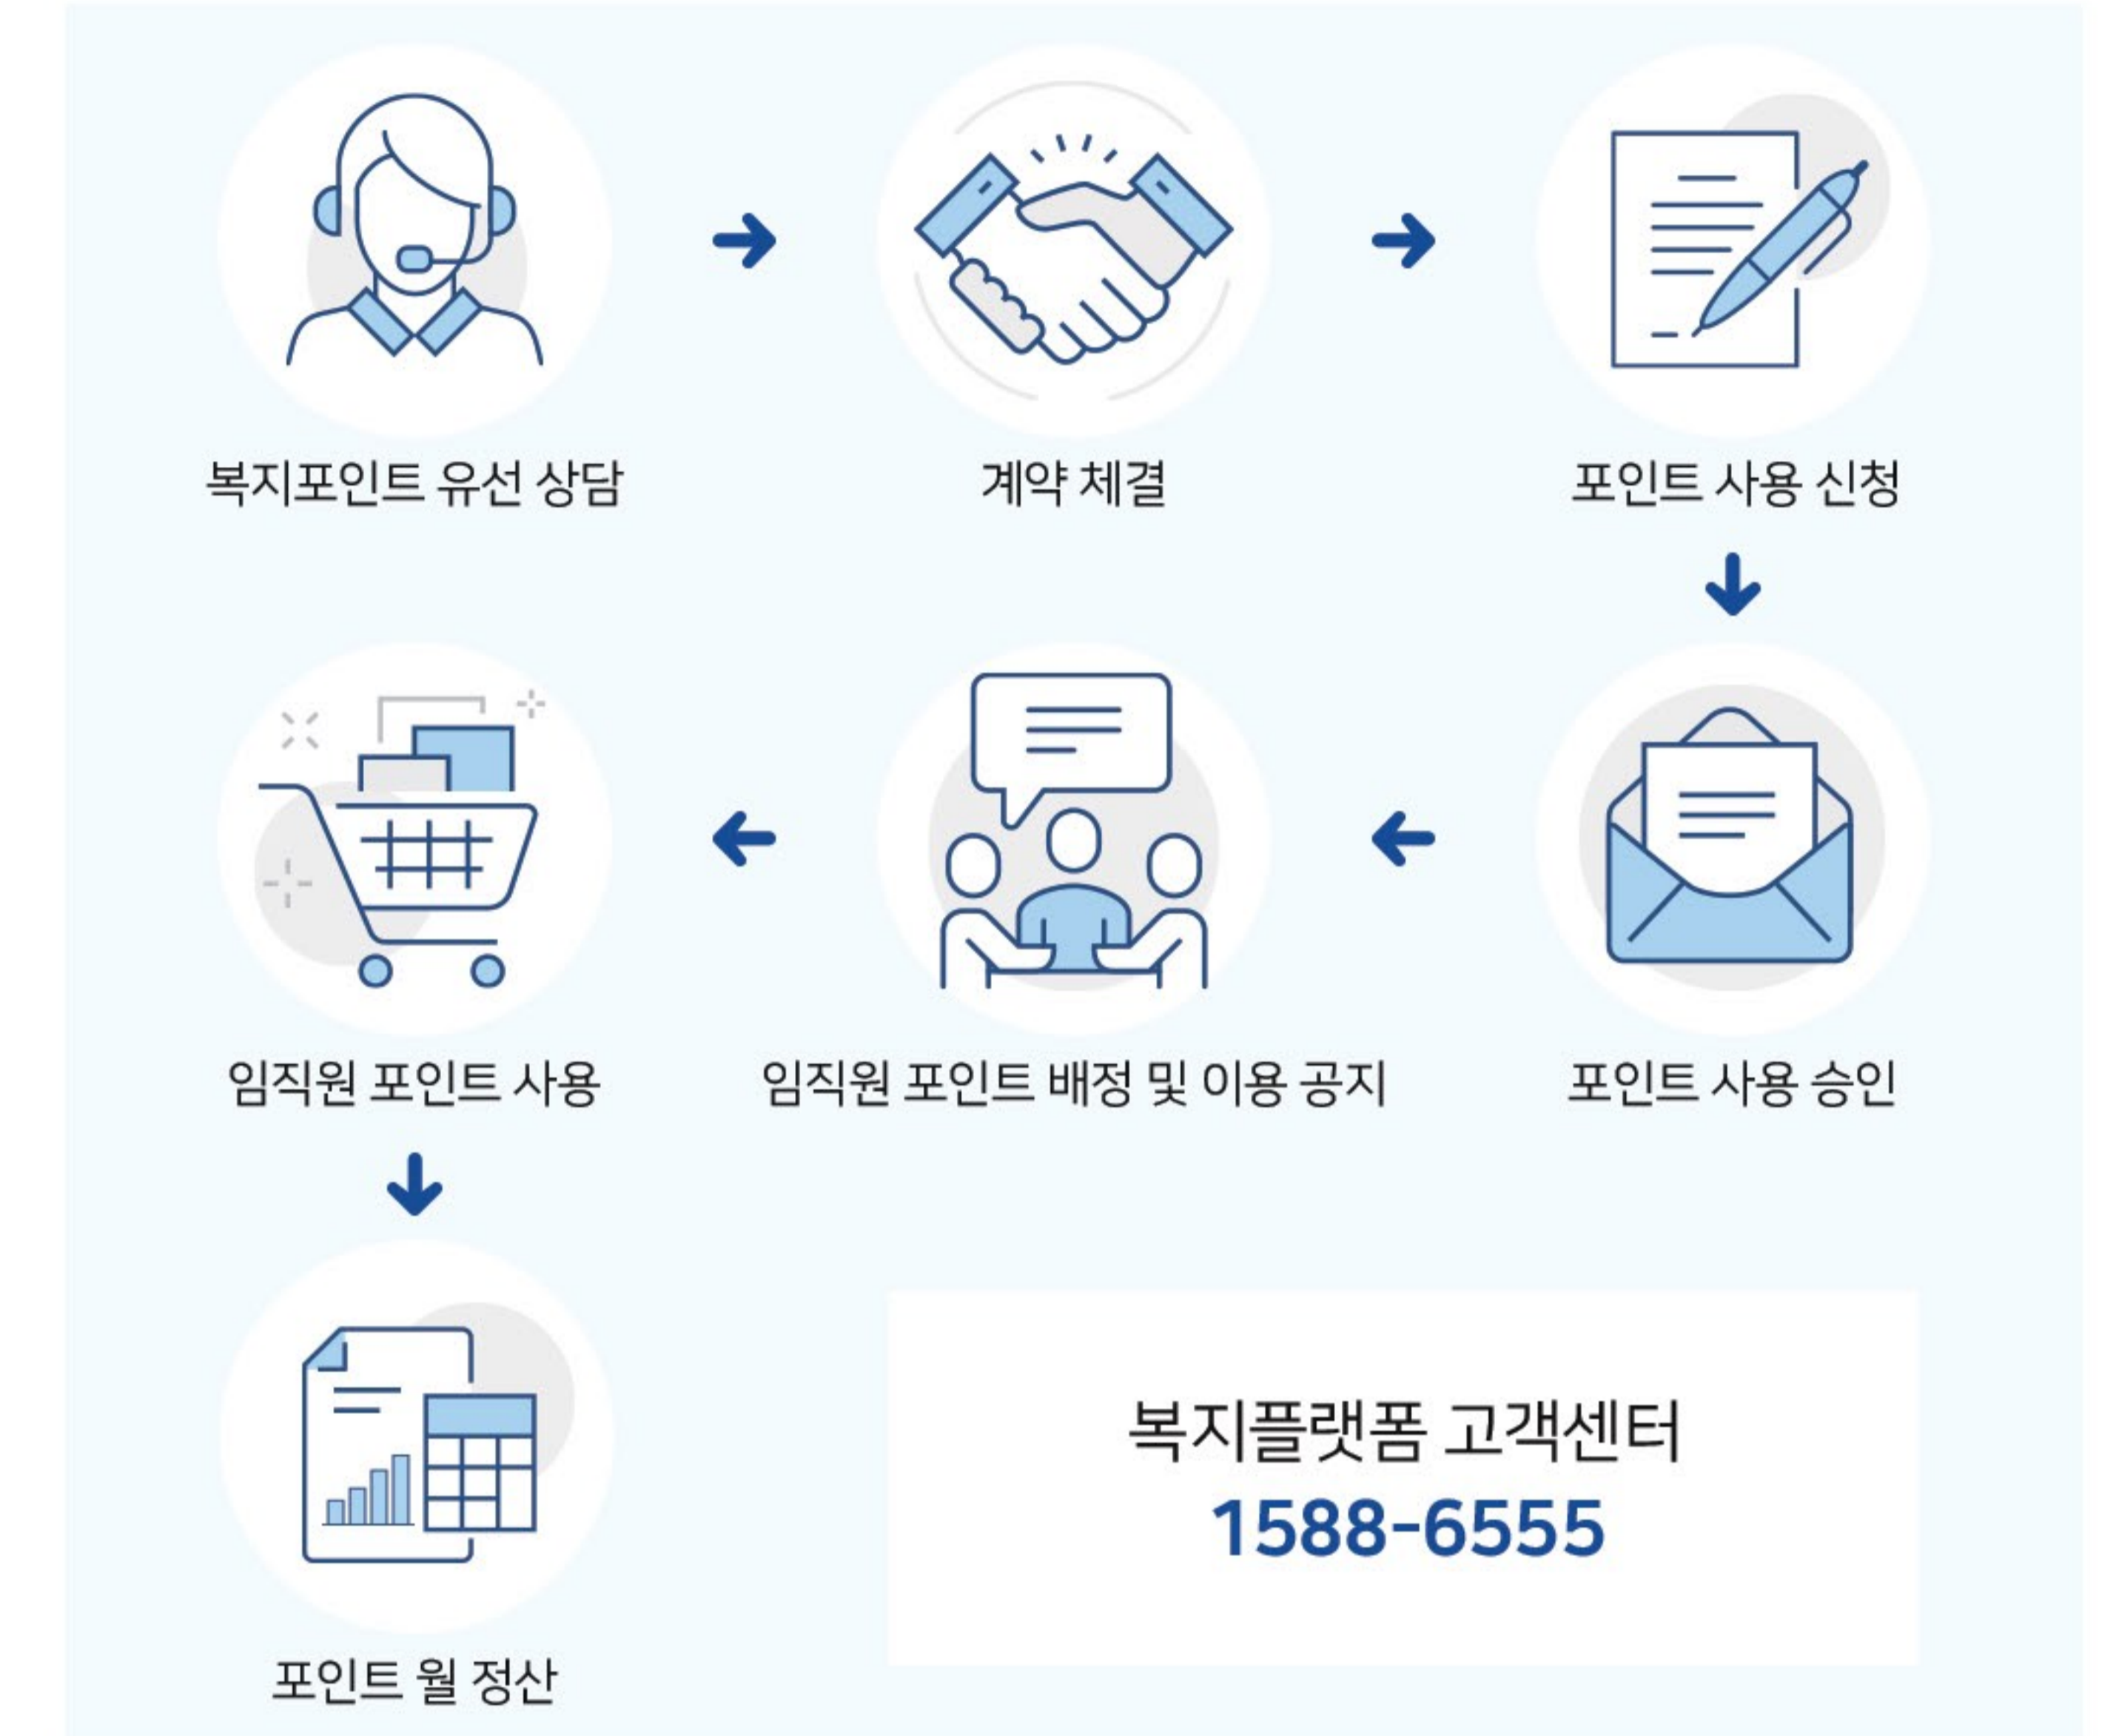 복지포인트 유선 상담
계약 체결
포인트 사용 신청
포인트 사용 승인
임직원 포인트 배정 및 이용 공지
임직원 포인트 사용
포인트 월 정산
복지플랫폼 고객센터
1588-6555